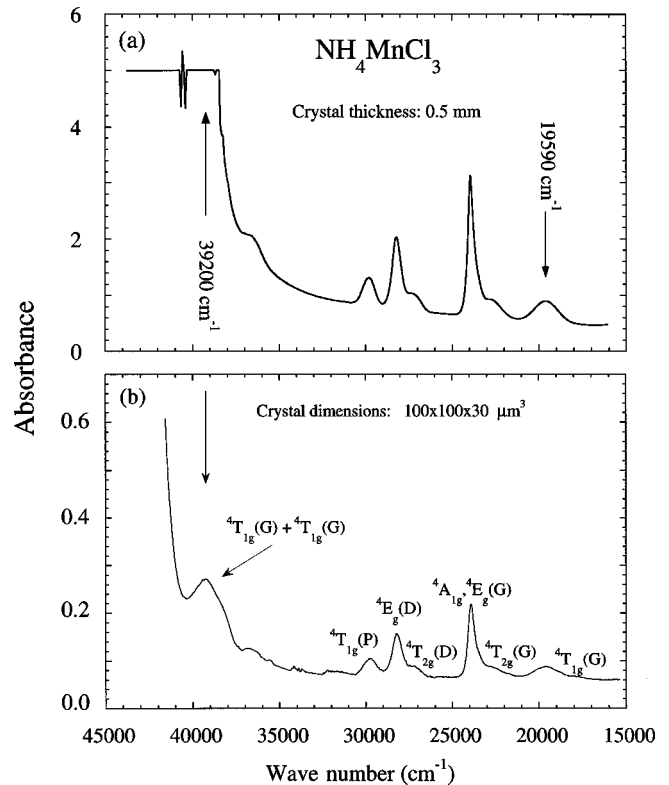 (a)
NH₄MnCl₃
Crystal thickness: 0.5 mm
39200 cm⁻¹
19590 cm⁻¹
6
4
2
0
Absorbance
(b)
Crystal dimensions: 100x100x30 μm³
⁴T₁g(G) + ⁴T₁g(G)
⁴T₁g(P)
⁴Eg(D)
⁴T₂g(D)
⁴A₁g,⁴Eg(G)
⁴T₂g(G)
⁴T₁g(G)
0.6
0.4
0.2
0.0
45000 40000 35000 30000 25000 20000 15000
Wave number (cm⁻¹)